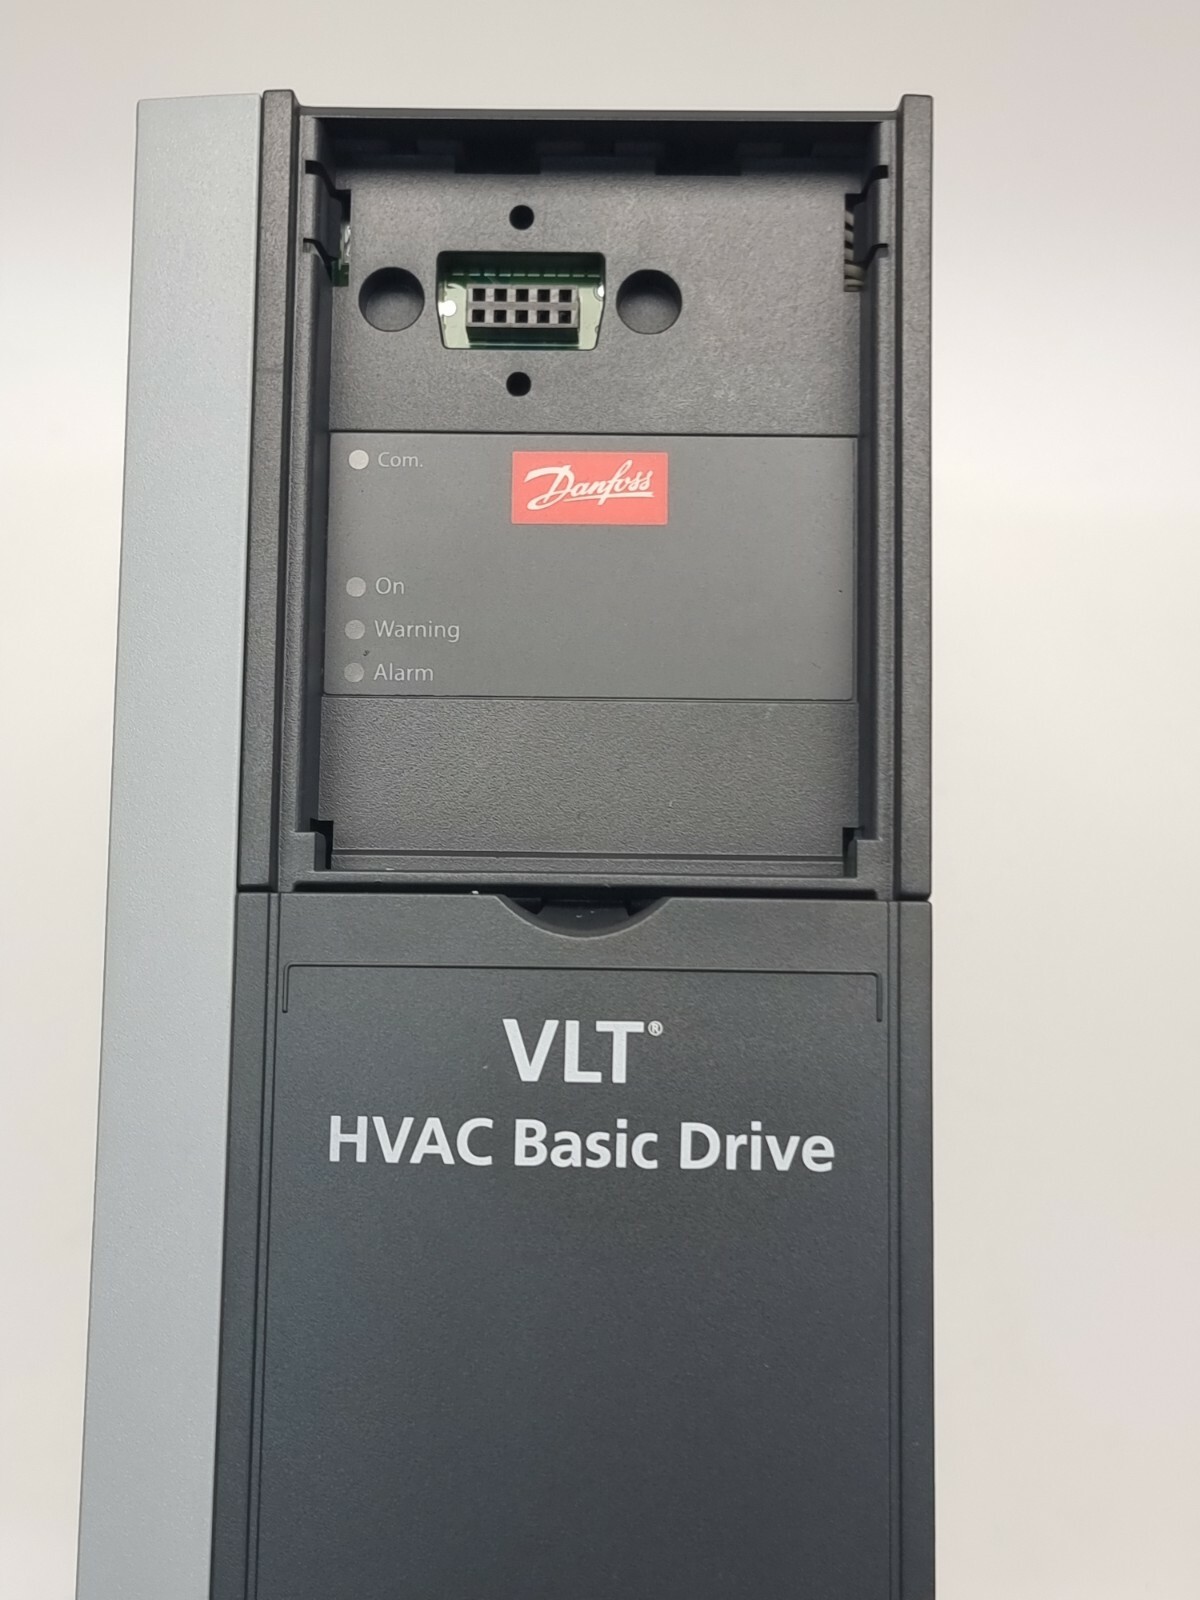 Com.
Danfoss
On
Warning
Alarm
VLT®
HVAC Basic Drive